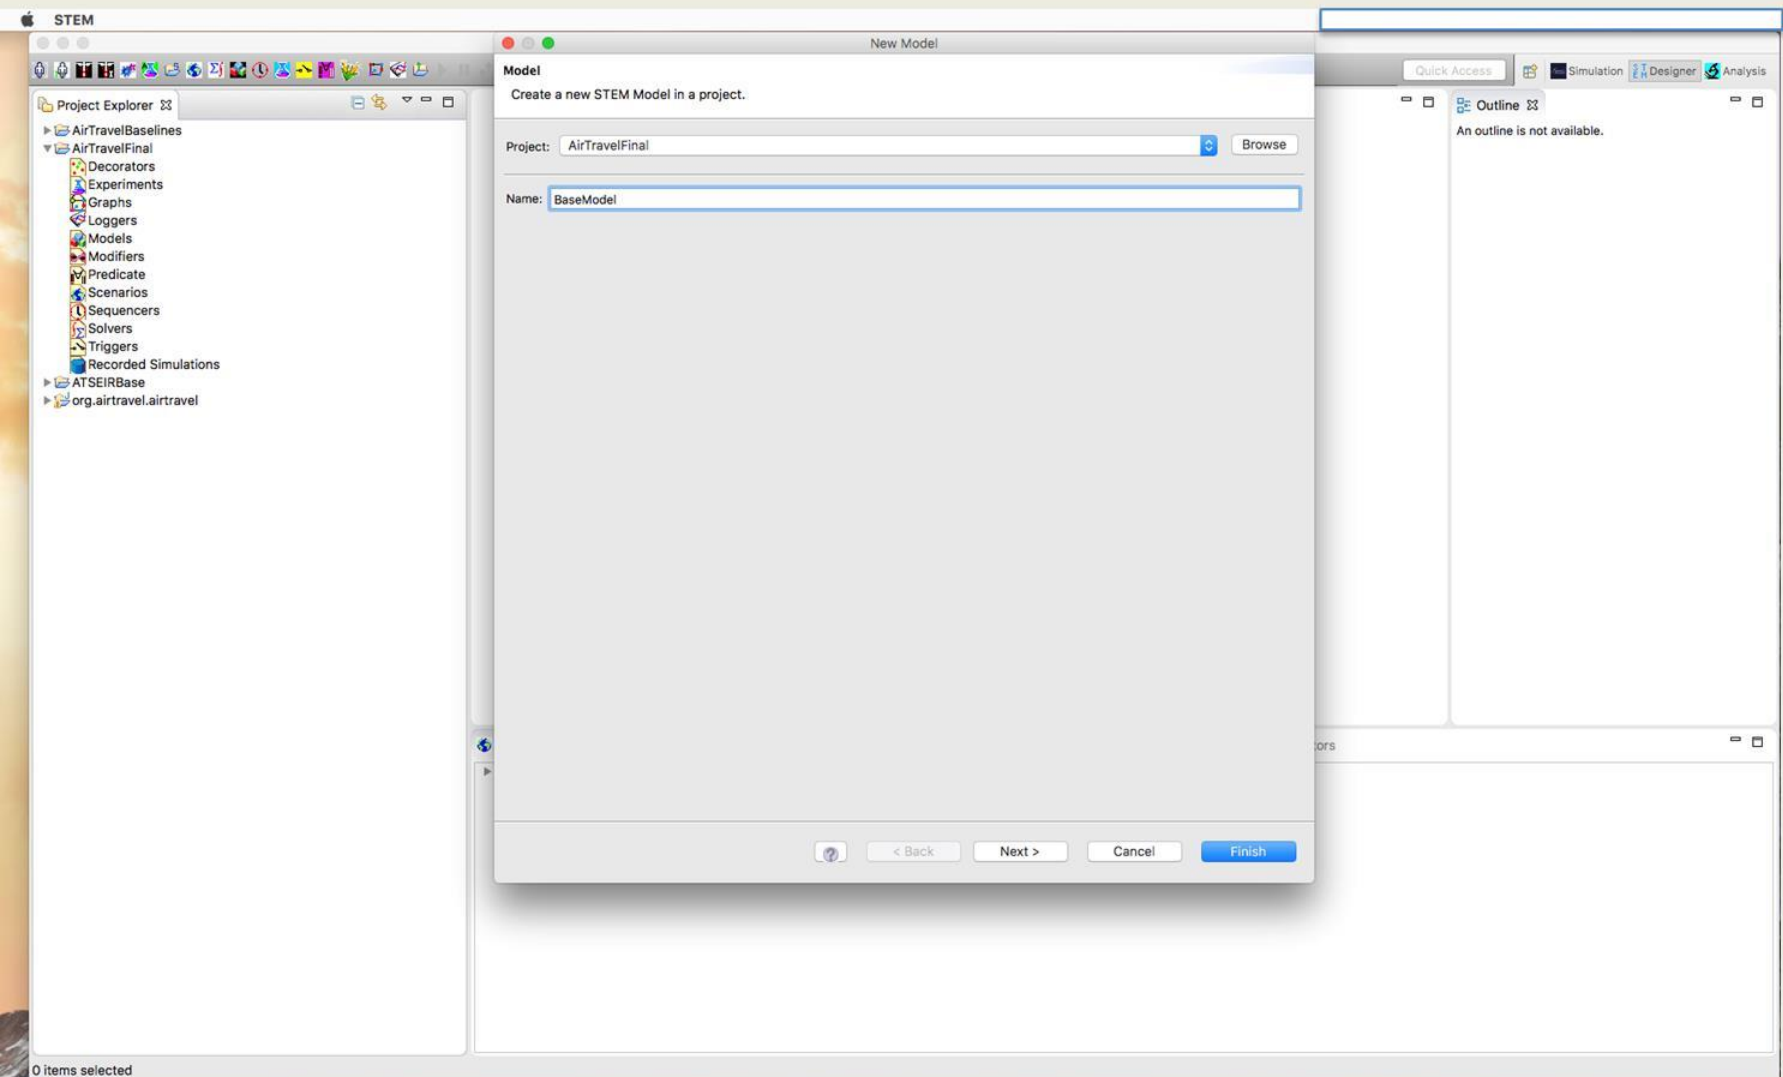 STEM
New Model
Quick Access
Simulation
Designer
Analysis
Project Explorer
AirTravelBaselines
AirTravelFinal
Decorators
Experiments
Graphs
Loggers
Models
Modifiers
Predicate
Scenarios
Sequencers
Solvers
Triggers
Recorded Simulations
ATSEIRBase
org.airtravel.airtravel
Model
Create a new STEM Model in a project.
Project: AirTravelFinal
Browse
Name: BaseModel
Outline
An outline is not available.
ors
< Back
Next >
Cancel
Finish
0 items selected